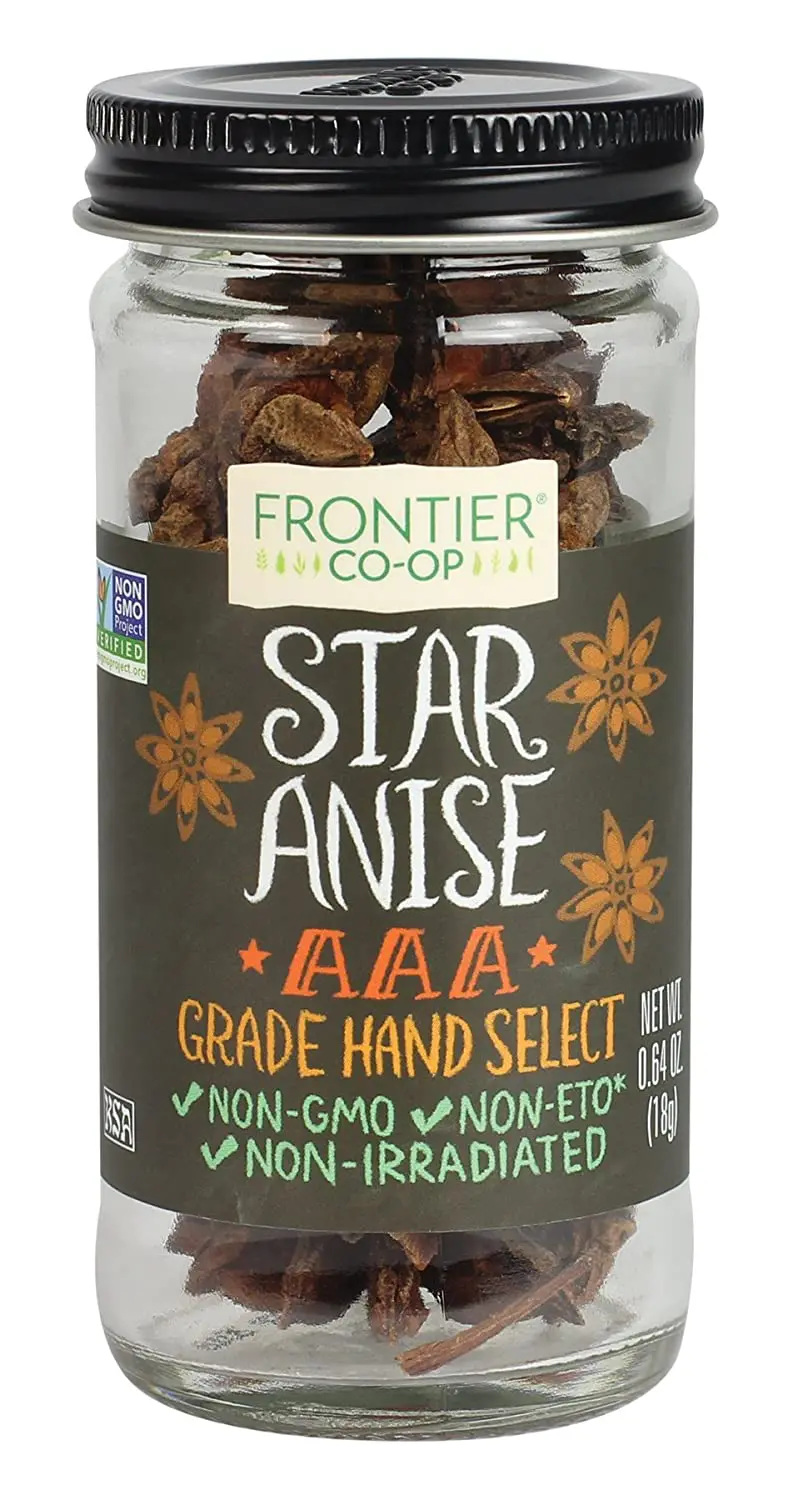 FRONTIER®
CO-OP
NON
GMO
Project
VERIFIED
STAR
ANISE
AAA
GRADE HAND SELECT
NET WT.
0.64 OZ
(18g)
✓NON-GMO ✓NON-ETO*
✓NON-IRRADIATED
KSA